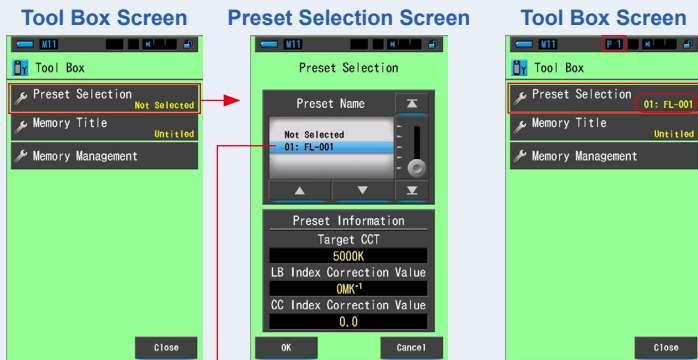 Tool Box Screen
M11
Tool Box
Preset Selection
Not Selected
Memory Title
Untitled
Memory Management
Close
Preset Selection Screen
M11
Preset Selection
Preset Name
Not Selected
01: FL-001
Preset Information
Target CCT
5000K
LB Index Correction Value
0MK⁻¹
CC Index Correction Value
0.0
OK
Cancel
Tool Box Screen
M11
P 1
Tool Box
Preset Selection
01: FL-001
Memory Title
Untitled
Memory Management
Close